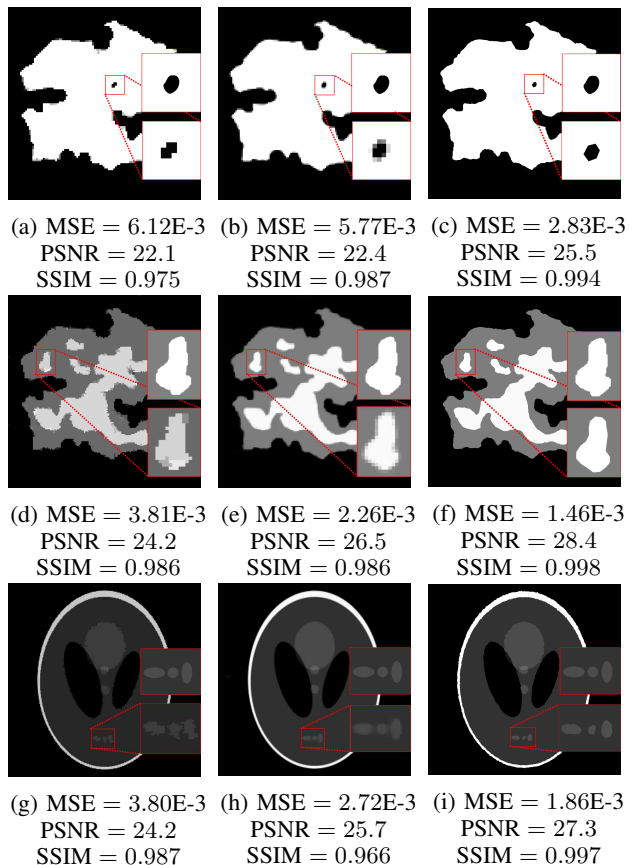 (a) MSE = 6.12E-3
PSNR = 22.1
SSIM = 0.975
(b) MSE = 5.77E-3
PSNR = 22.4
SSIM = 0.987
(c) MSE = 2.83E-3
PSNR = 25.5
SSIM = 0.994
(d) MSE = 3.81E-3
PSNR = 24.2
SSIM = 0.986
(e) MSE = 2.26E-3
PSNR = 26.5
SSIM = 0.986
(f) MSE = 1.46E-3
PSNR = 28.4
SSIM = 0.998
(g) MSE = 3.80E-3
PSNR = 24.2
SSIM = 0.987
(h) MSE = 2.72E-3
PSNR = 25.7
SSIM = 0.966
(i) MSE = 1.86E-3
PSNR = 27.3
SSIM = 0.997